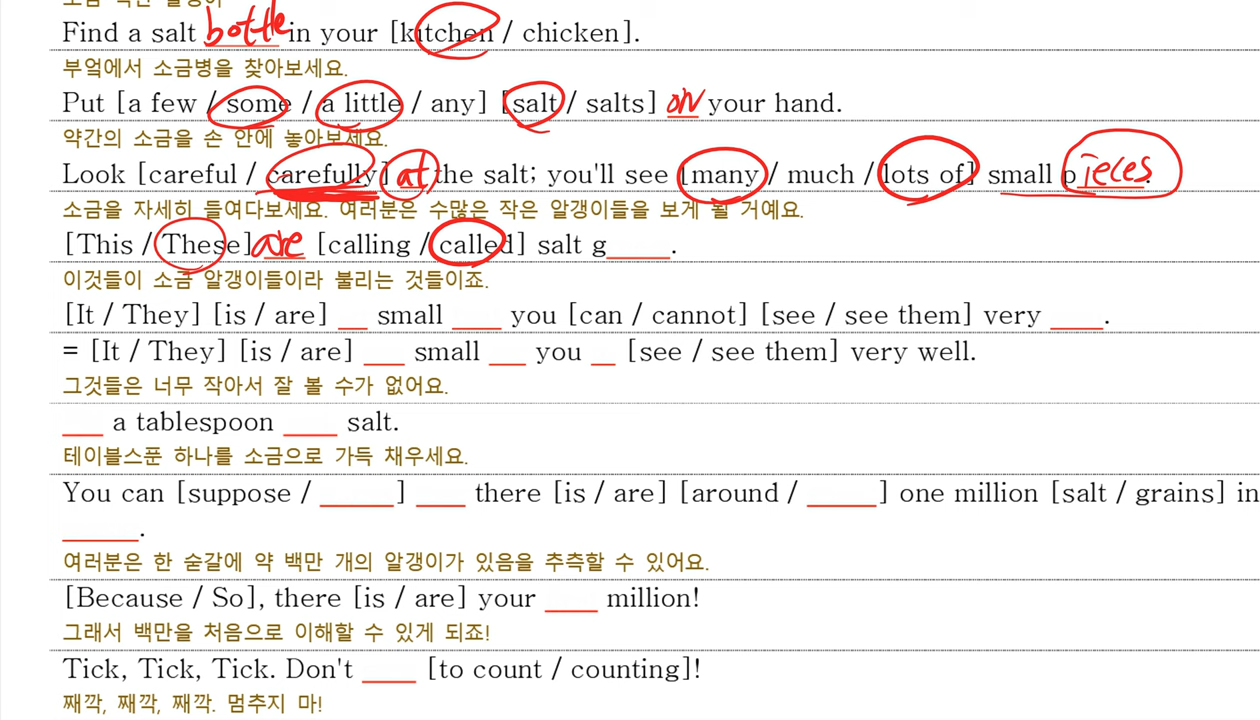 소금 백만 알갱이
Find a salt bottle in your [kitchen / chicken].
부엌에서 소금병을 찾아보세요.
Put [a few / some / a little / any] [salt / salts] on your hand.
약간의 소금을 손 안에 놓아보세요.
Look [careful / carefully] at the salt; you'll see [many / much / lots of] small pieces
소금을 자세히 들여다보세요. 여러분은 수많은 작은 알갱이들을 보게 될 거예요.
[This / These] are [calling / called] salt g_____.
이것들이 소금 알갱이들이라 불리는 것들이죠.
[It / They] [is / are] __ small ____ you [can / cannot] [see / see them] very ____.
= [It / They] [is / are] ___ small ___ you __ [see / see them] very well.
그것들은 너무 작아서 잘 볼 수가 없어요.
___ a tablespoon ____ salt.
테이블스푼 하나를 소금으로 가득 채우세요.
You can [suppose / _____] ____ there [is / are] [around / _____] one million [salt / grains] in
_____.
여러분은 한 숟갈에 약 백만 개의 알갱이가 있음을 추측할 수 있어요.
[Because / So], there [is / are] your ____ million!
그래서 백만을 처음으로 이해할 수 있게 되죠!
Tick, Tick, Tick. Don't ____ [to count / counting]!
째깍, 째깍, 째깍. 멈추지 마!